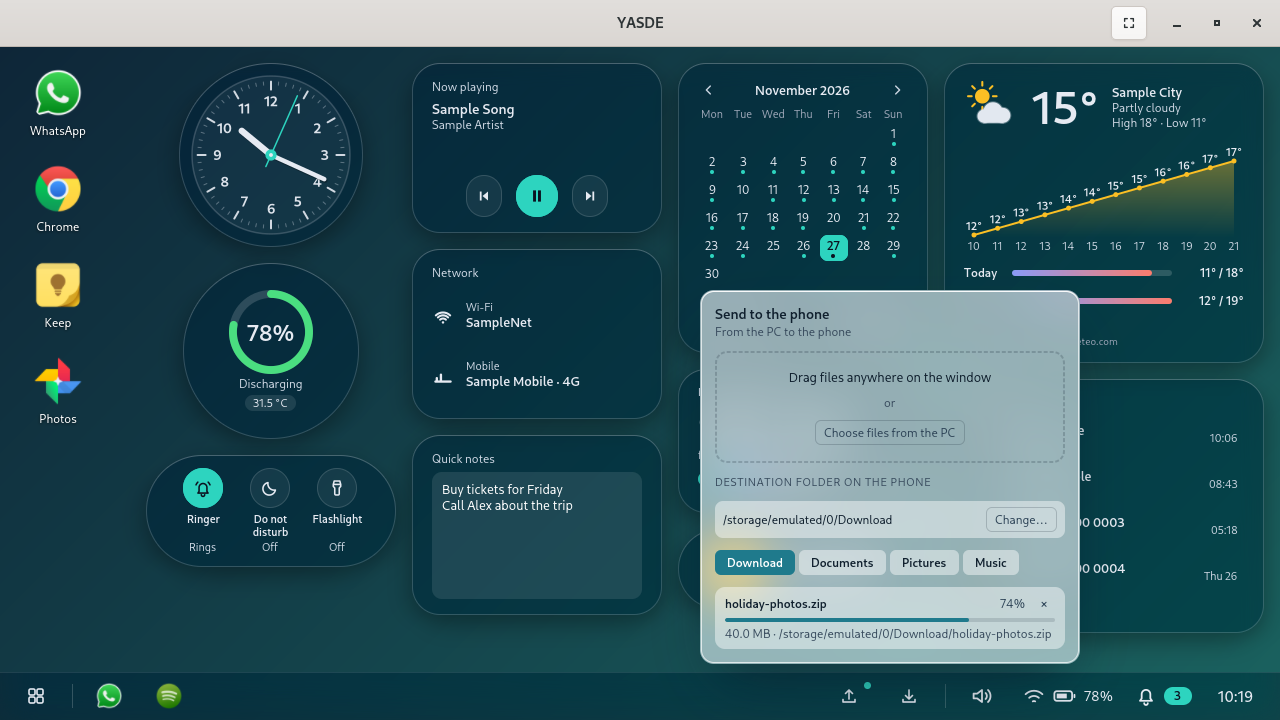 YASDE
WhatsApp
Chrome
Keep
Photos
12
1
2
3
4
5
6
7
8
9
10
11
78%
Discharging
31.5 °C
Ringer
Rings
Do not disturb
Off
Flashlight
Off
Now playing
Sample Song
Sample Artist
Network
Wi-Fi
SampleNet
Mobile
Sample Mobile · 4G
Quick notes
Buy tickets for Friday
Call Alex about the trip
November 2026
Mon Tue Wed Thu Fri Sat Sun
1
2 3 4 5 6 7 8
9 10 11 12 13 14 15
16 17 18 19 20 21 22
23 24 25 26 27 28 29
30
15°
Sample City
Partly cloudy
High 18° · Low 11°
12° 12° 13° 13° 14° 14° 15° 15° 16° 16° 17° 17°
10 11 12 13 14 15 16 17 18 19 20 21
Today 11° / 18°
12° / 19°
eteo.com
10:06
08:43
0 0003
05:18
0 0004
Thu 26
Send to the phone
From the PC to the phone
Drag files anywhere on the window
or
Choose files from the PC
DESTINATION FOLDER ON THE PHONE
/storage/emulated/0/Download
Change…
Download Documents Pictures Music
holiday-photos.zip 74% ×
40.0 MB · /storage/emulated/0/Download/holiday-photos.zip
78% 3 10:19